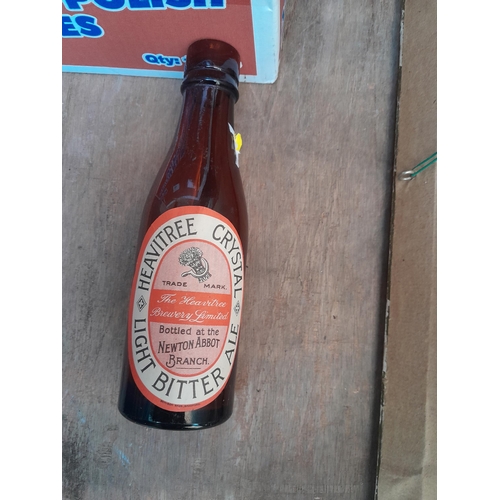 POLISH
ES
Qty:
HEAVITREE CRYSTAL
TRADE MARK.
The Heavitree
Brewery Limited
Bottled at the
NEWTON ABBOT
BRANCH.
LIGHT BITTER ALE